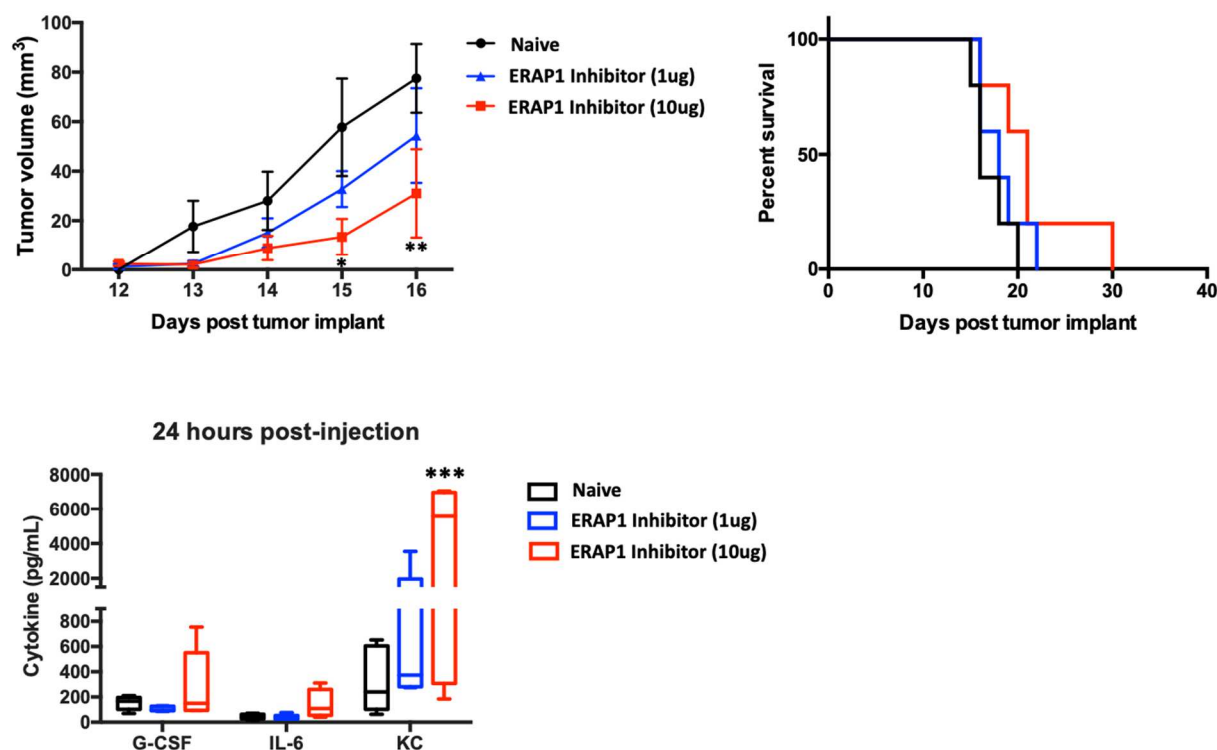 100
80
60
40
20
0
Tumor volume (mm³)
12 13 14 15 16
Days post tumor implant
*
**
Naive
ERAP1 Inhibitor (1ug)
ERAP1 Inhibitor (10ug)
100
50
0
Percent survival
0 10 20 30 40
Days post tumor implant
24 hours post-injection
8000
6000
4000
2000
800
600
400
200
0
Cytokine (pg/mL)
***
G-CSF IL-6 KC
Naive
ERAP1 Inhibitor (1ug)
ERAP1 Inhibitor (10ug)